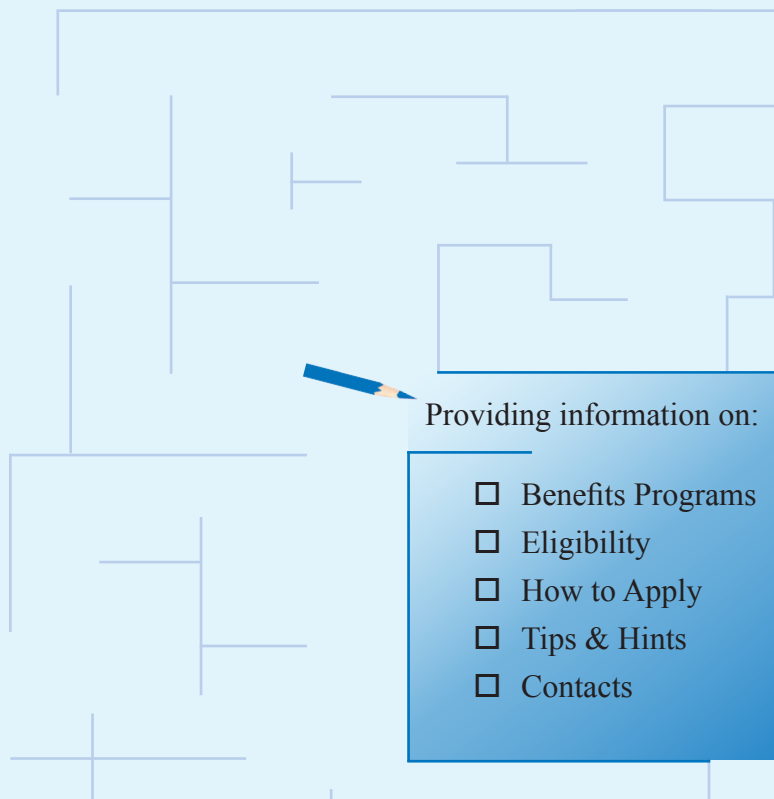 Providing information on:
Benefits Programs
Eligibility
How to Apply
Tips & Hints
Contacts